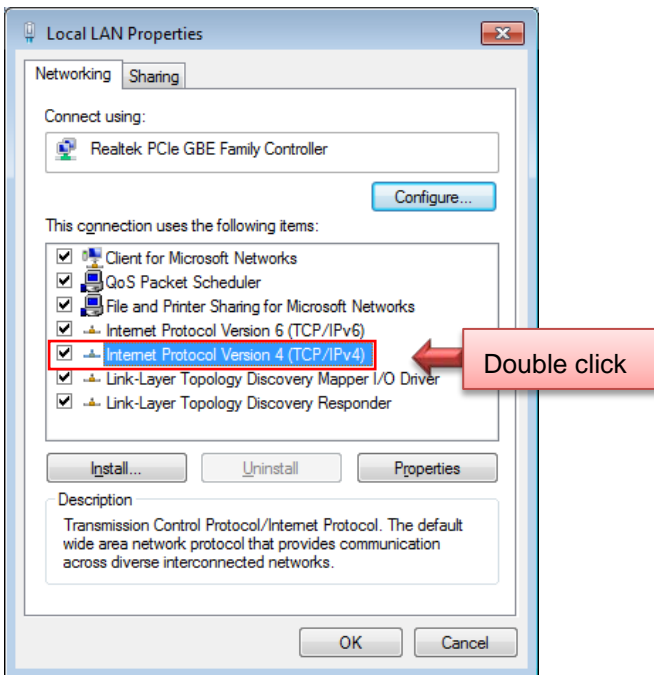 Local LAN Properties
Networking
Sharing
Connect using:
Realtek PCIe GBE Family Controller
Configure...
This connection uses the following items:
Client for Microsoft Networks
QoS Packet Scheduler
File and Printer Sharing for Microsoft Networks
Internet Protocol Version 6 (TCP/IPv6)
Internet Protocol Version 4 (TCP/IPv4)
Double click
Link-Layer Topology Discovery Mapper I/O Driver
Link-Layer Topology Discovery Responder
Install...
Uninstall
Properties
Description
Transmission Control Protocol/Internet Protocol. The default
wide area network protocol that provides communication
across diverse interconnected networks.
OK
Cancel